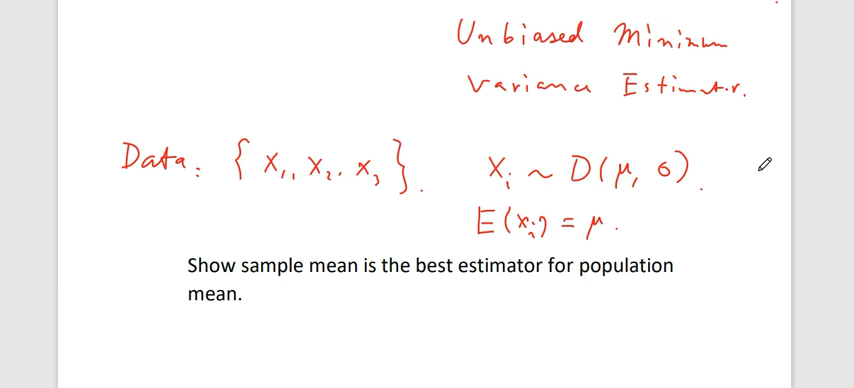 Unbiased Minimum
Variance Estimator.
Data: { x1, x2, x3 }. Xi ~ D(μ, σ).
E(xi) = μ.
Show sample mean is the best estimator for population
mean.